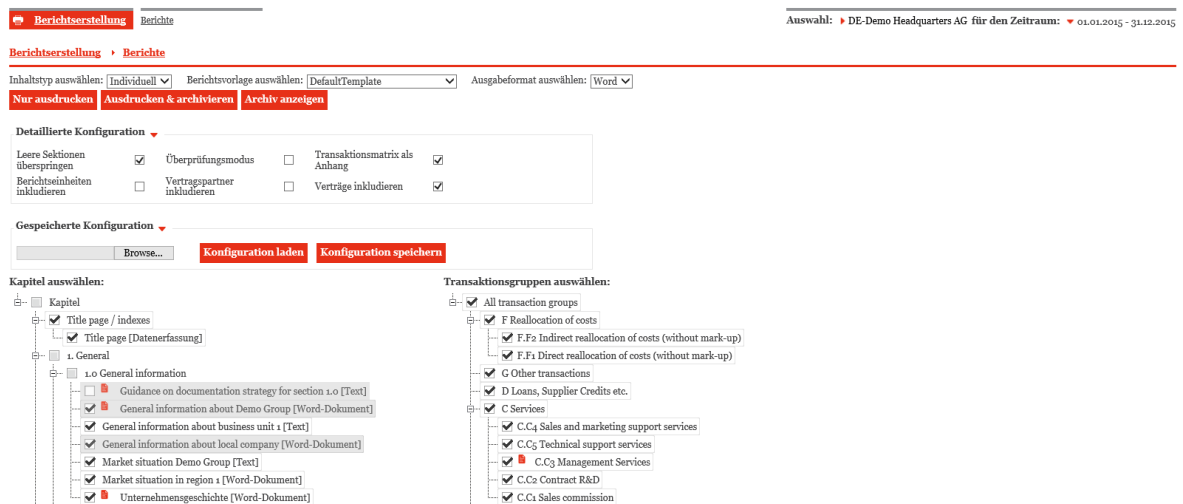 Berichtserstellung Berichte Auswahl: DE-Demo Headquarters AG für den Zeitraum: 01.01.2015 - 31.12.2015
Berichtserstellung Berichte
Inhaltstyp auswählen: Individuell Berichtsvorlage auswählen: DefaultTemplate Ausgabeformat auswählen: Word
Nur ausdrucken Ausdrucken & archivieren Archiv anzeigen
Detaillierte Konfiguration
Leere Sektionen überspringen Überprüfungsmodus Transaktionsmatrix als Anhang
Berichtseinheiten inkludieren Vertragspartner inkludieren Verträge inkludieren
Gespeicherte Konfiguration
Browse... Konfiguration laden Konfiguration speichern
Kapitel auswählen:
Kapitel
Title page / indexes
Title page [Datenerfassung]
1. General
1.0 General information
Guidance on documentation strategy for section 1.0 [Text]
General information about Demo Group [Word-Dokument]
General information about business unit 1 [Text]
General information about local company [Word-Dokument]
Market situation Demo Group [Text]
Market situation in region 1 [Word-Dokument]
Unternehmensgeschichte [Word-Dokument]
Transaktionsgruppen auswählen:
All transaction groups
F Reallocation of costs
F.F2 Indirect reallocation of costs (without mark-up)
F.F1 Direct reallocation of costs (without mark-up)
G Other transactions
D Loans, Supplier Credits etc.
C Services
C.C4 Sales and marketing support services
C.C5 Technical support services
C.C3 Management Services
C.C2 Contract R&D
C.C1 Sales commission